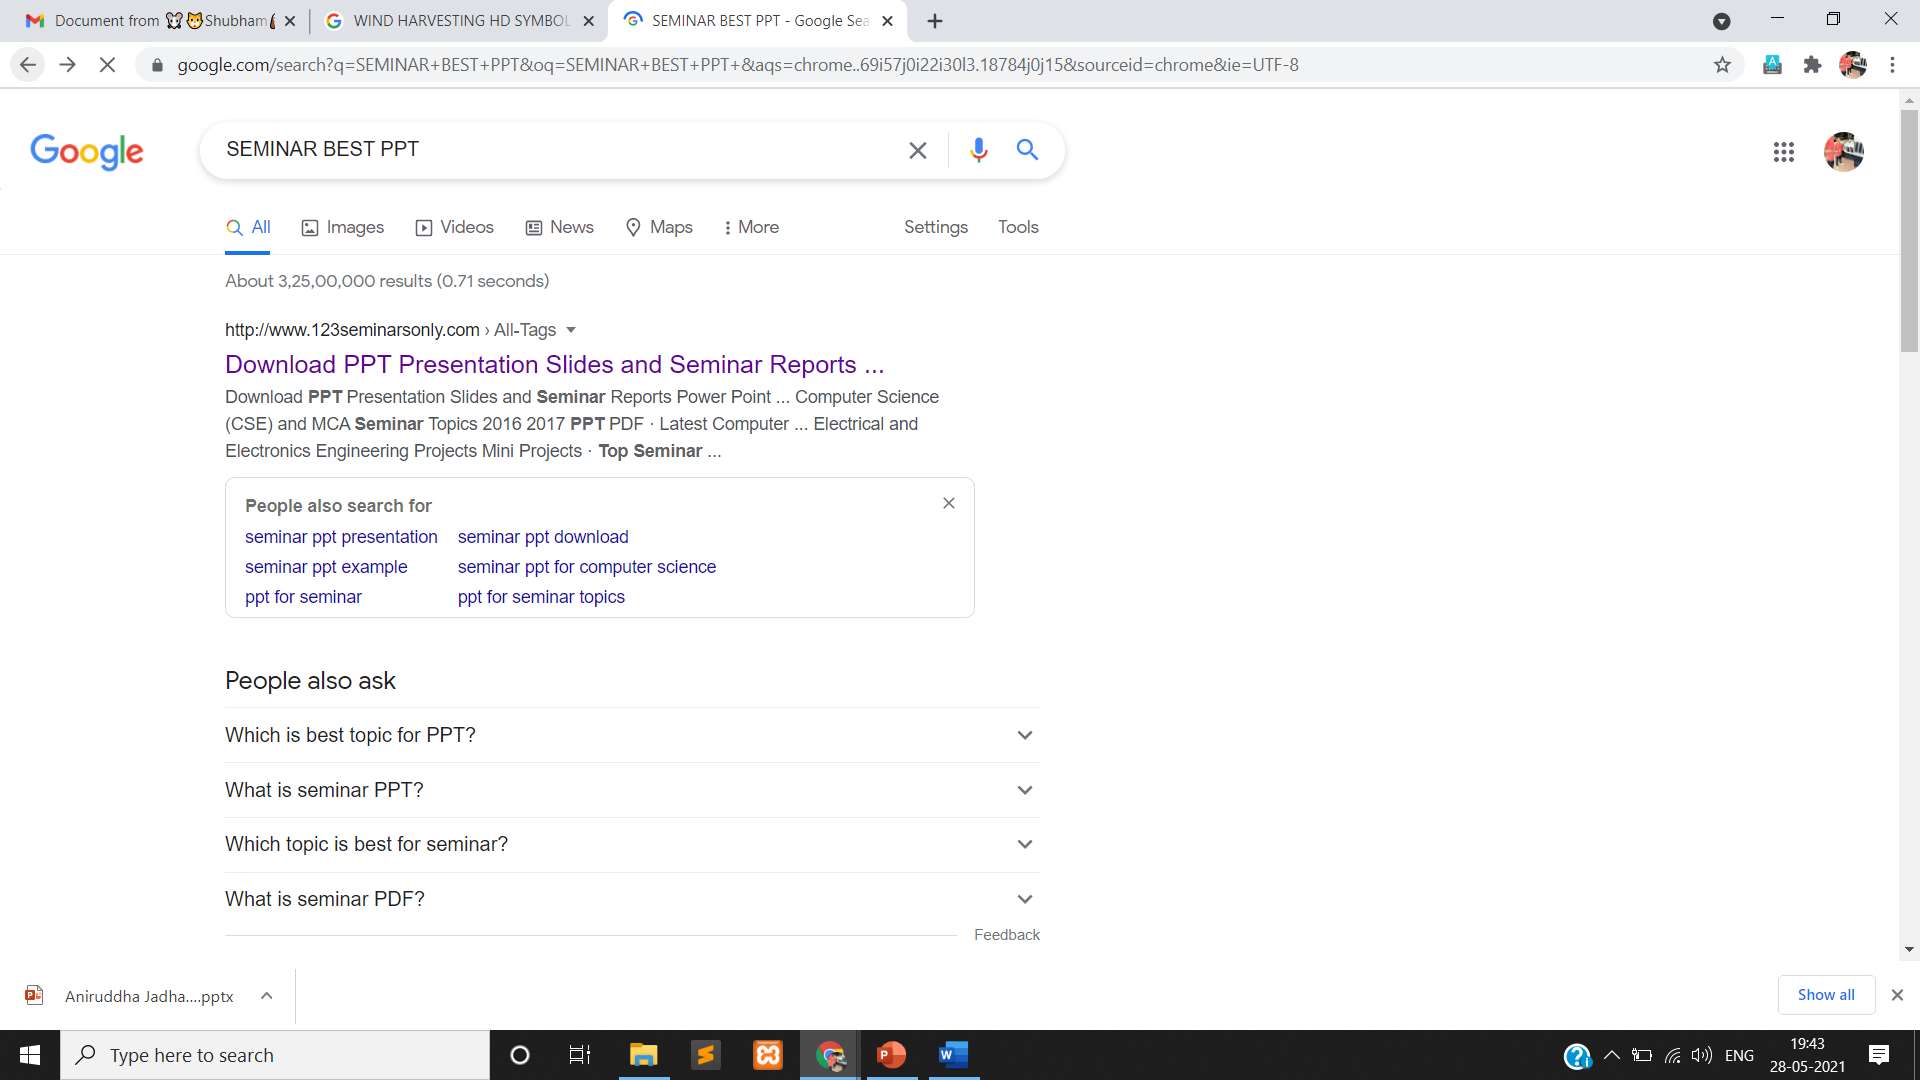 Document from 🐭🐯Shubham
WIND HARVESTING HD SYMBOL
SEMINAR BEST PPT - Google Sea
google.com/search?q=SEMINAR+BEST+PPT&oq=SEMINAR+BEST+PPT+&aqs=chrome..69i57j0i22i30l3.18784j0j15&sourceid=chrome&ie=UTF-8
Google
SEMINAR BEST PPT
All Images Videos News Maps More Settings Tools
About 3,25,00,000 results (0.71 seconds)
http://www.123seminarsonly.com › All-Tags
Download PPT Presentation Slides and Seminar Reports ...
Download PPT Presentation Slides and Seminar Reports Power Point ... Computer Science
(CSE) and MCA Seminar Topics 2016 2017 PPT PDF · Latest Computer ... Electrical and
Electronics Engineering Projects Mini Projects · Top Seminar ...
People also search for
seminar ppt presentation seminar ppt download
seminar ppt example seminar ppt for computer science
ppt for seminar ppt for seminar topics
People also ask
Which is best topic for PPT?
What is seminar PPT?
Which topic is best for seminar?
What is seminar PDF?
Feedback
Aniruddha Jadha....pptx
Show all
Type here to search
ENG
19:43
28-05-2021